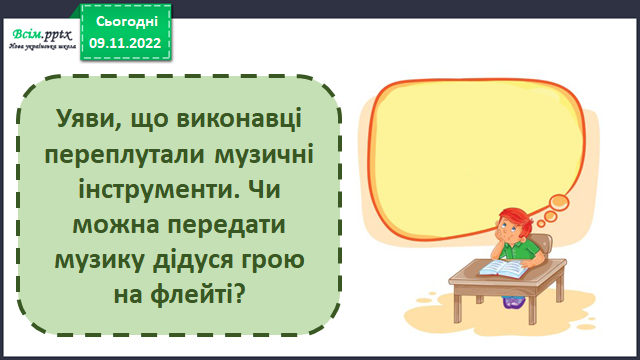 Всім.pptx
Нова українська школа
Сьогодні
09.11.2022
Уяви, що виконавці
переплутали музичні
інструменти. Чи
можна передати
музику дідуся грою
на флейті?